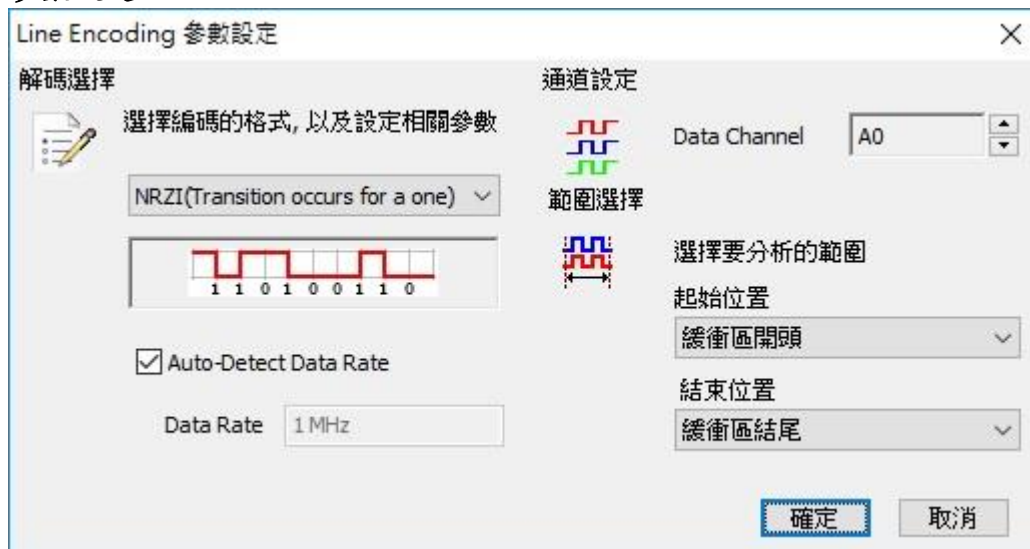 Line Encoding 參數設定
解碼選擇
選擇編碼的格式, 以及設定相關參數
NRZI(Transition occurs for a one)
1 1 0 1 0 0 1 1 0
Auto-Detect Data Rate
Data Rate 1 MHz
通道設定
Data Channel A0
範圍選擇
選擇要分析的範圍
起始位置
緩衝區開頭
結束位置
緩衝區結尾
確定 取消